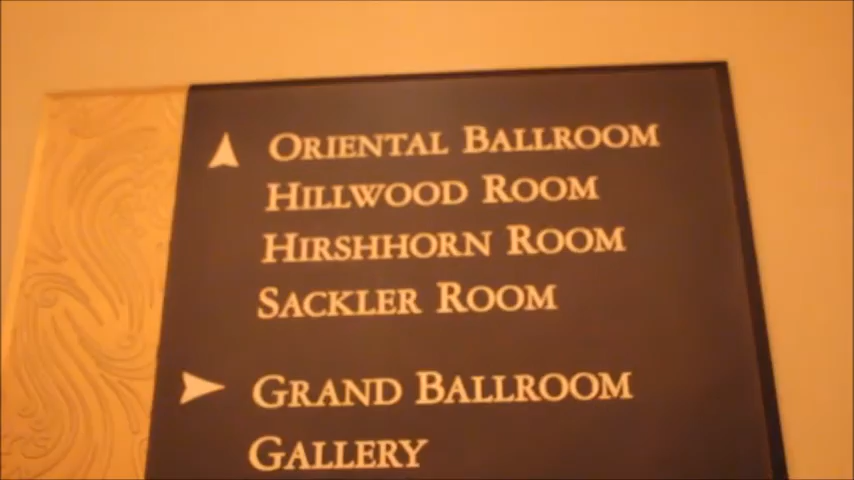 ORIENTAL BALLROOM
HILLWOOD ROOM
HIRSHHORN ROOM
SACKLER ROOM
GRAND BALLROOM
GALLERY